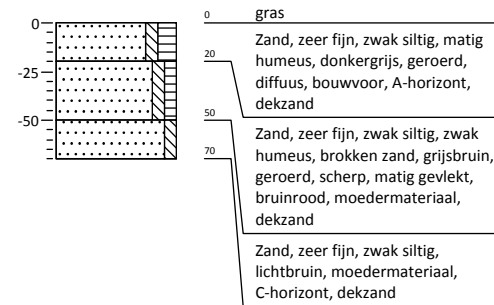 0
-25
-50
0 gras
20 Zand, zeer fijn, zwak siltig, matig
humeus, donkergrijs, geroerd,
diffuus, bouwvoor, A-horizont,
dekzand
50 Zand, zeer fijn, zwak siltig, zwak
humeus, brokken zand, grijsbruin,
geroerd, scherp, matig gevlekt,
bruinrood, moedermateriaal,
dekzand
70 Zand, zeer fijn, zwak siltig,
lichtbruin, moedermateriaal,
C-horizont, dekzand